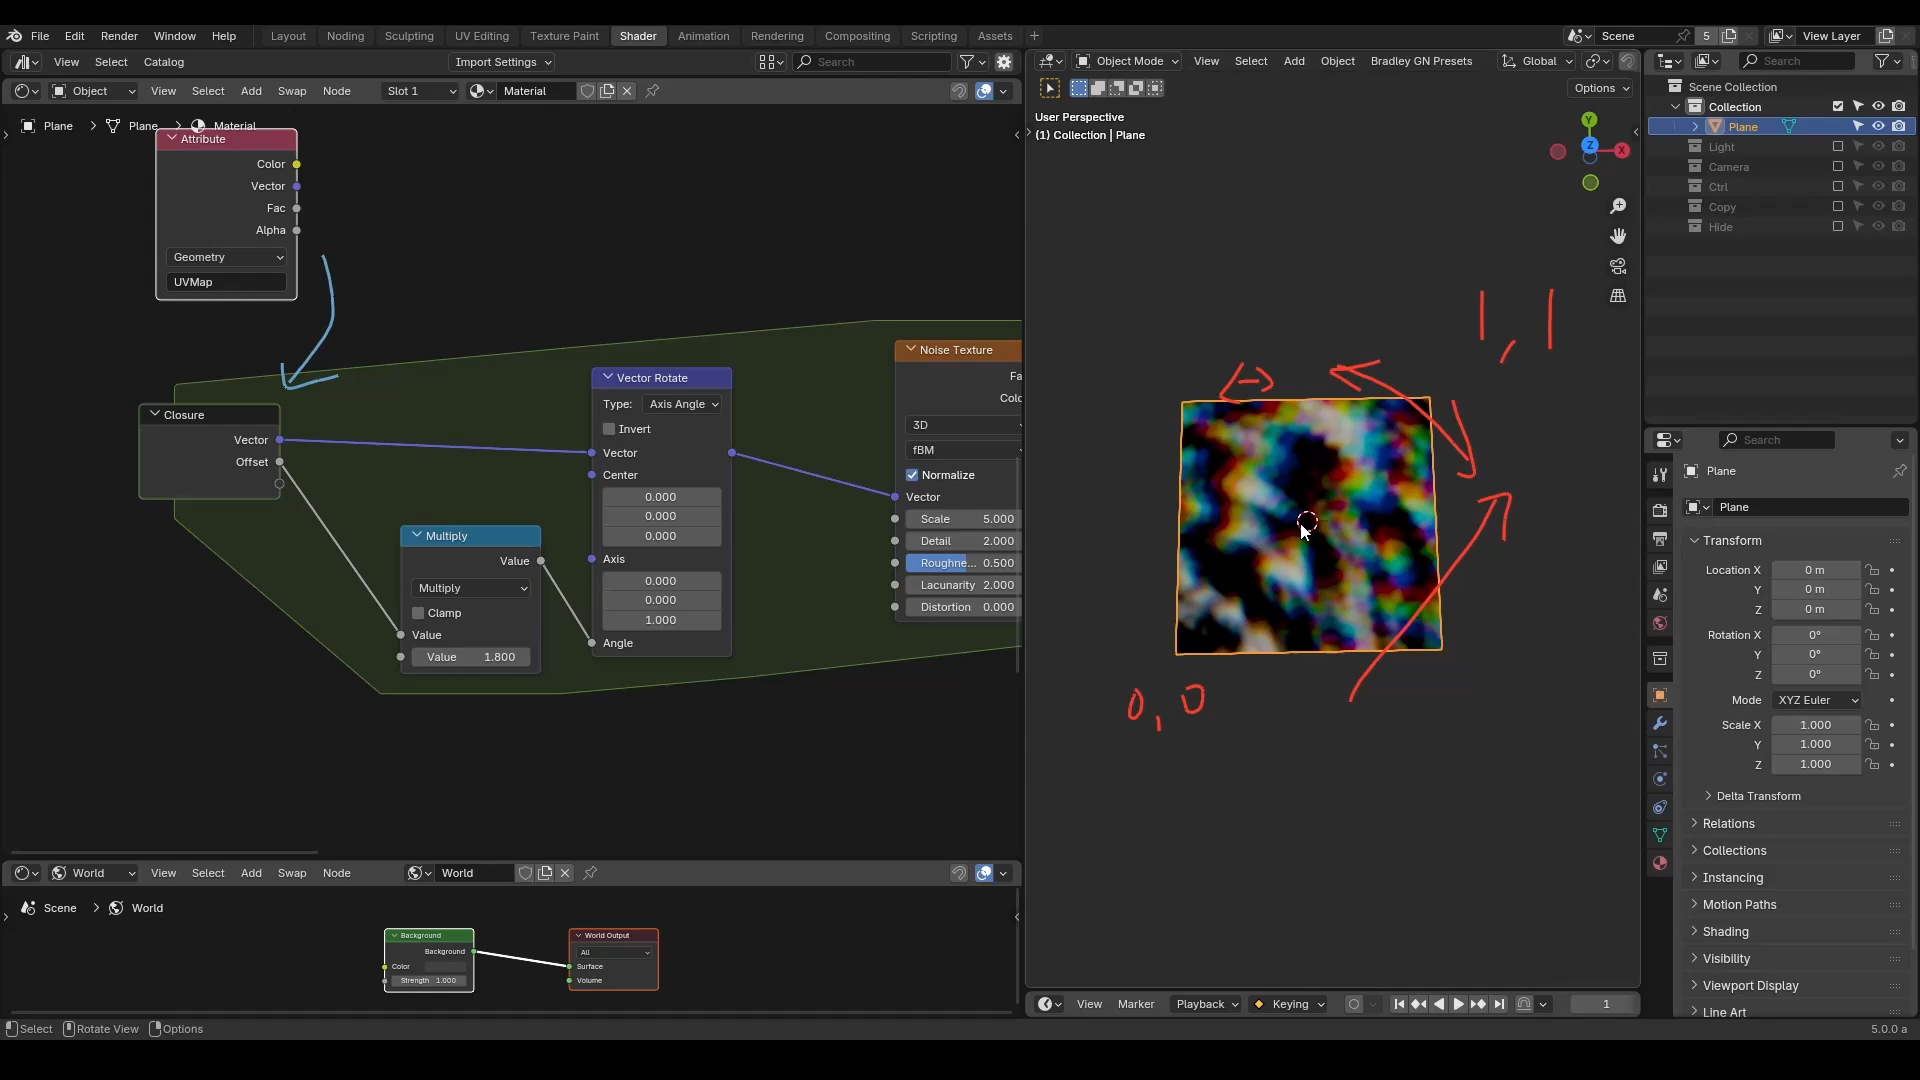 File Edit Render Window Help Layout Noding Sculpting UV Editing Texture Paint Shader Animation Rendering Compositing Scripting Assets + Scene 5 View Layer
View Select Catalog Import Settings Search
Object View Select Add Swap Node Slot 1 Material
Plane > Plane > Material
Attribute
Color
Vector
Fac
Alpha
Geometry
UVMap
Closure
Vector
Offset
Multiply
Value
Multiply
Clamp
Value
Value 1.800
Vector Rotate
Type: Axis Angle
Invert
Vector
Center
0.000
0.000
0.000
Axis
0.000
0.000
1.000
Angle
Noise Texture
Fa
Colo
3D
fBM
Normalize
Vector
Scale 5.000
Detail 2.000
Roughne... 0.500
Lacunarity 2.000
Distortion 0.000
World View Select Add Swap Node World
Scene > World
Background
Background
Color
Strength 1.000
World Output
All
Surface
Volume
Object Mode View Select Add Object Bradley GN Presets Global
Options
User Perspective
(1) Collection | Plane
Y
Z
X
1,1
0,0
View Marker Playback Keying 1
Search
Scene Collection
Collection
Plane
Light
Camera
Ctrl
Copy
Hide
Search
Plane
Plane
Transform
Location X 0 m
Y 0 m
Z 0 m
Rotation X 0°
Y 0°
Z 0°
Mode XYZ Euler
Scale X 1.000
Y 1.000
Z 1.000
Delta Transform
Relations
Collections
Instancing
Motion Paths
Shading
Visibility
Viewport Display
Line Art
Select Rotate View Options 5.0.0 a